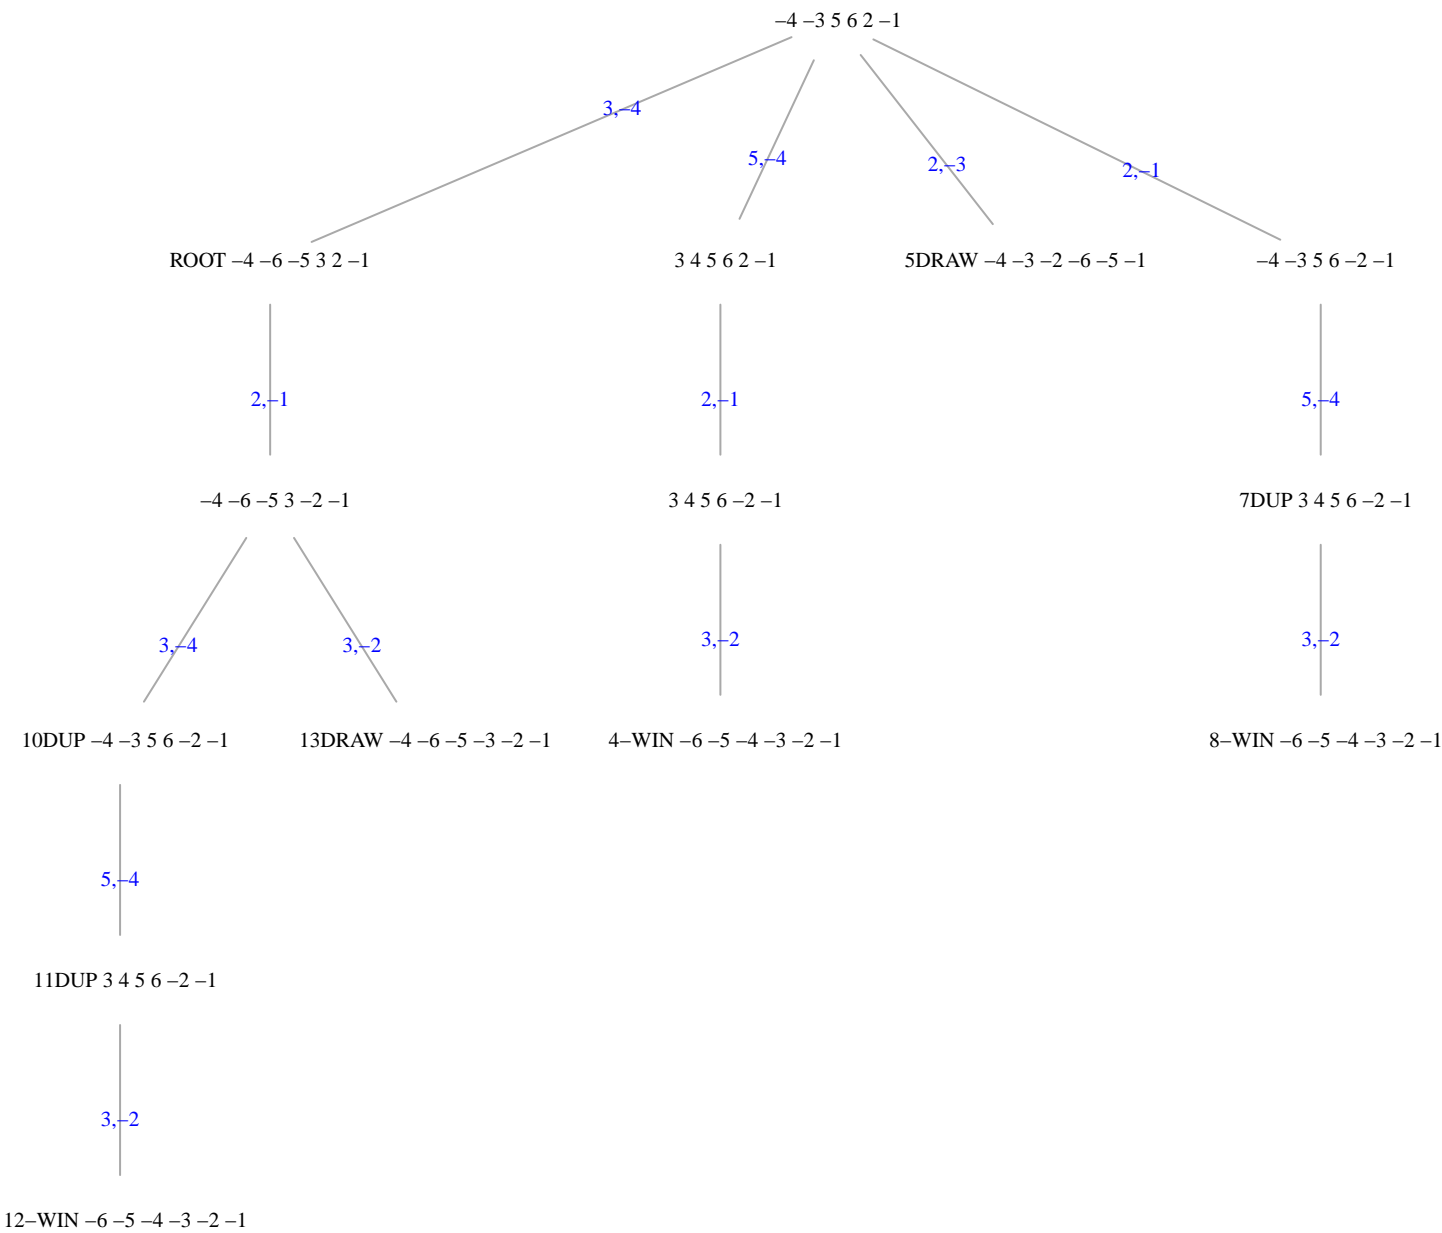 –4 –3 5 6 2 –1
3,–4
5,–4
2,–3
2,–1
ROOT –4 –6 –5 3 2 –1
3 4 5 6 2 –1
5DRAW –4 –3 –2 –6 –5 –1
–4 –3 5 6 –2 –1
2,–1
2,–1
5,–4
–4 –6 –5 3 –2 –1
3 4 5 6 –2 –1
7DUP 3 4 5 6 –2 –1
3,–4
3,–2
3,–2
3,–2
10DUP –4 –3 5 6 –2 –1
13DRAW –4 –6 –5 –3 –2 –1
4–WIN –6 –5 –4 –3 –2 –1
8–WIN –6 –5 –4 –3 –2 –1
5,–4
11DUP 3 4 5 6 –2 –1
3,–2
12–WIN –6 –5 –4 –3 –2 –1